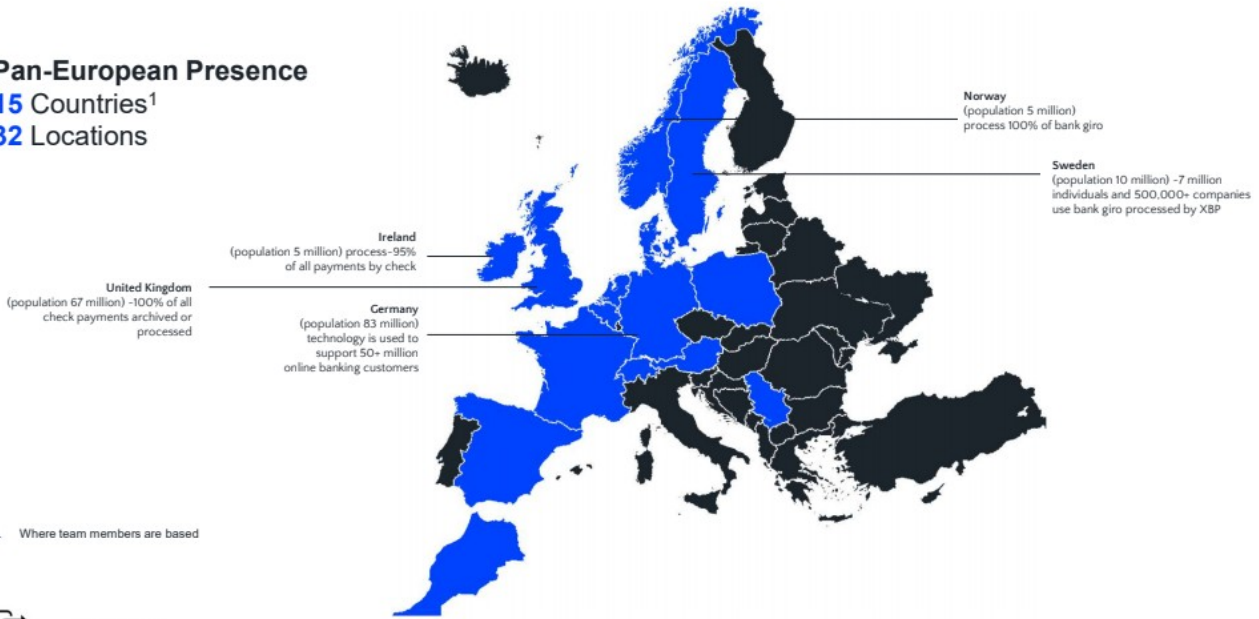 Pan-European Presence
15 Countries¹
32 Locations
Norway
(population 5 million)
process 100% of bank giro
Sweden
(population 10 million) ~7 million
individuals and 500,000+ companies
use bank giro processed by XBP
Ireland
(population 5 million) process~95%
of all payments by check
United Kingdom
(population 67 million) ~100% of all
check payments archived or
processed
Germany
(population 83 million)
technology is used to
support 50+ million
online banking customers
Where team members are based